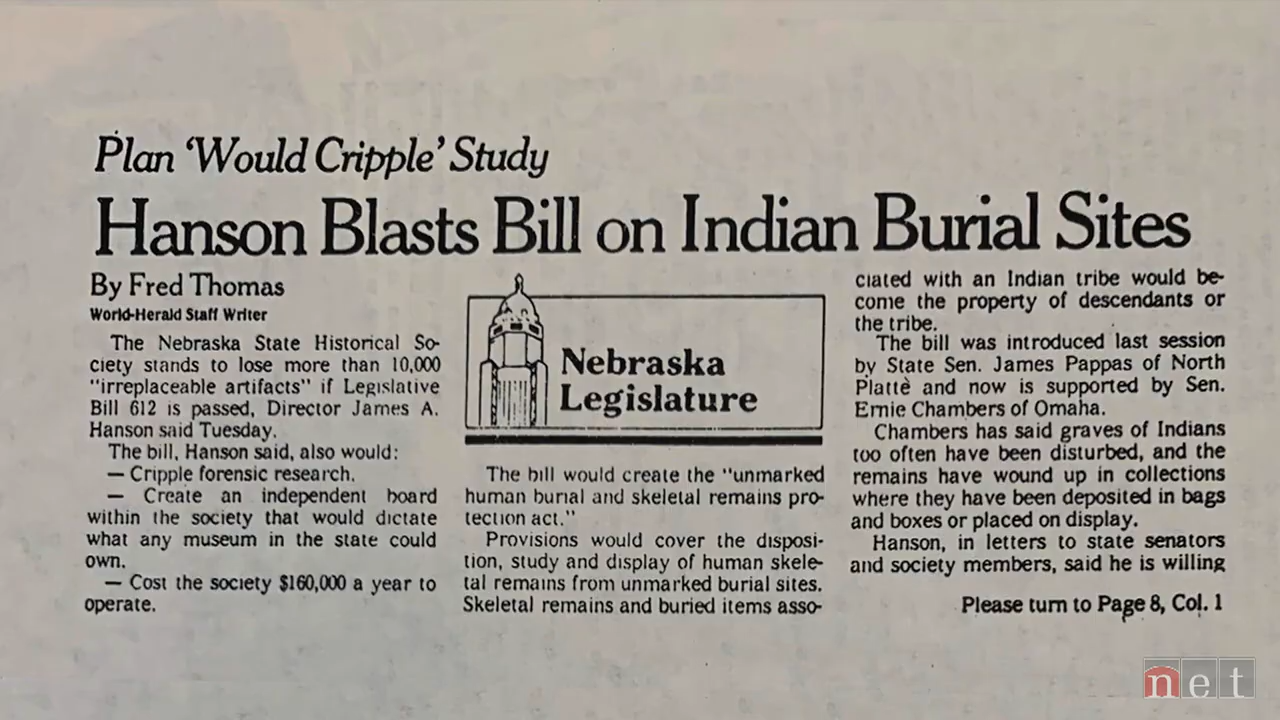 Plan ‘Would Cripple’ Study
Hanson Blasts Bill on Indian Burial Sites
By Fred Thomas
World-Herald Staff Writer
The Nebraska State Historical So-
ciety stands to lose more than 10,000
"irreplaceable artifacts" if Legislative
Bill 612 is passed, Director James A.
Hanson said Tuesday.
The bill, Hanson said, also would:
— Cripple forensic research.
— Create an independent board
within the society that would dictate
what any museum in the state could
own.
— Cost the society $160,000 a year to
operate.
Nebraska
Legislature
The bill would create the "unmarked
human burial and skeletal remains pro-
tection act."
Provisions would cover the disposi-
tion, study and display of human skele-
tal remains from unmarked burial sites.
Skeletal remains and buried items asso-
ciated with an Indian tribe would be-
come the property of descendants or
the tribe.
The bill was introduced last session
by State Sen. James Pappas of North
Platte and now is supported by Sen.
Ernie Chambers of Omaha.
Chambers has said graves of Indians
too often have been disturbed, and the
remains have wound up in collections
where they have been deposited in bags
and boxes or placed on display.
Hanson, in letters to state senators
and society members, said he is willing
Please turn to Page 8, Col. 1
net